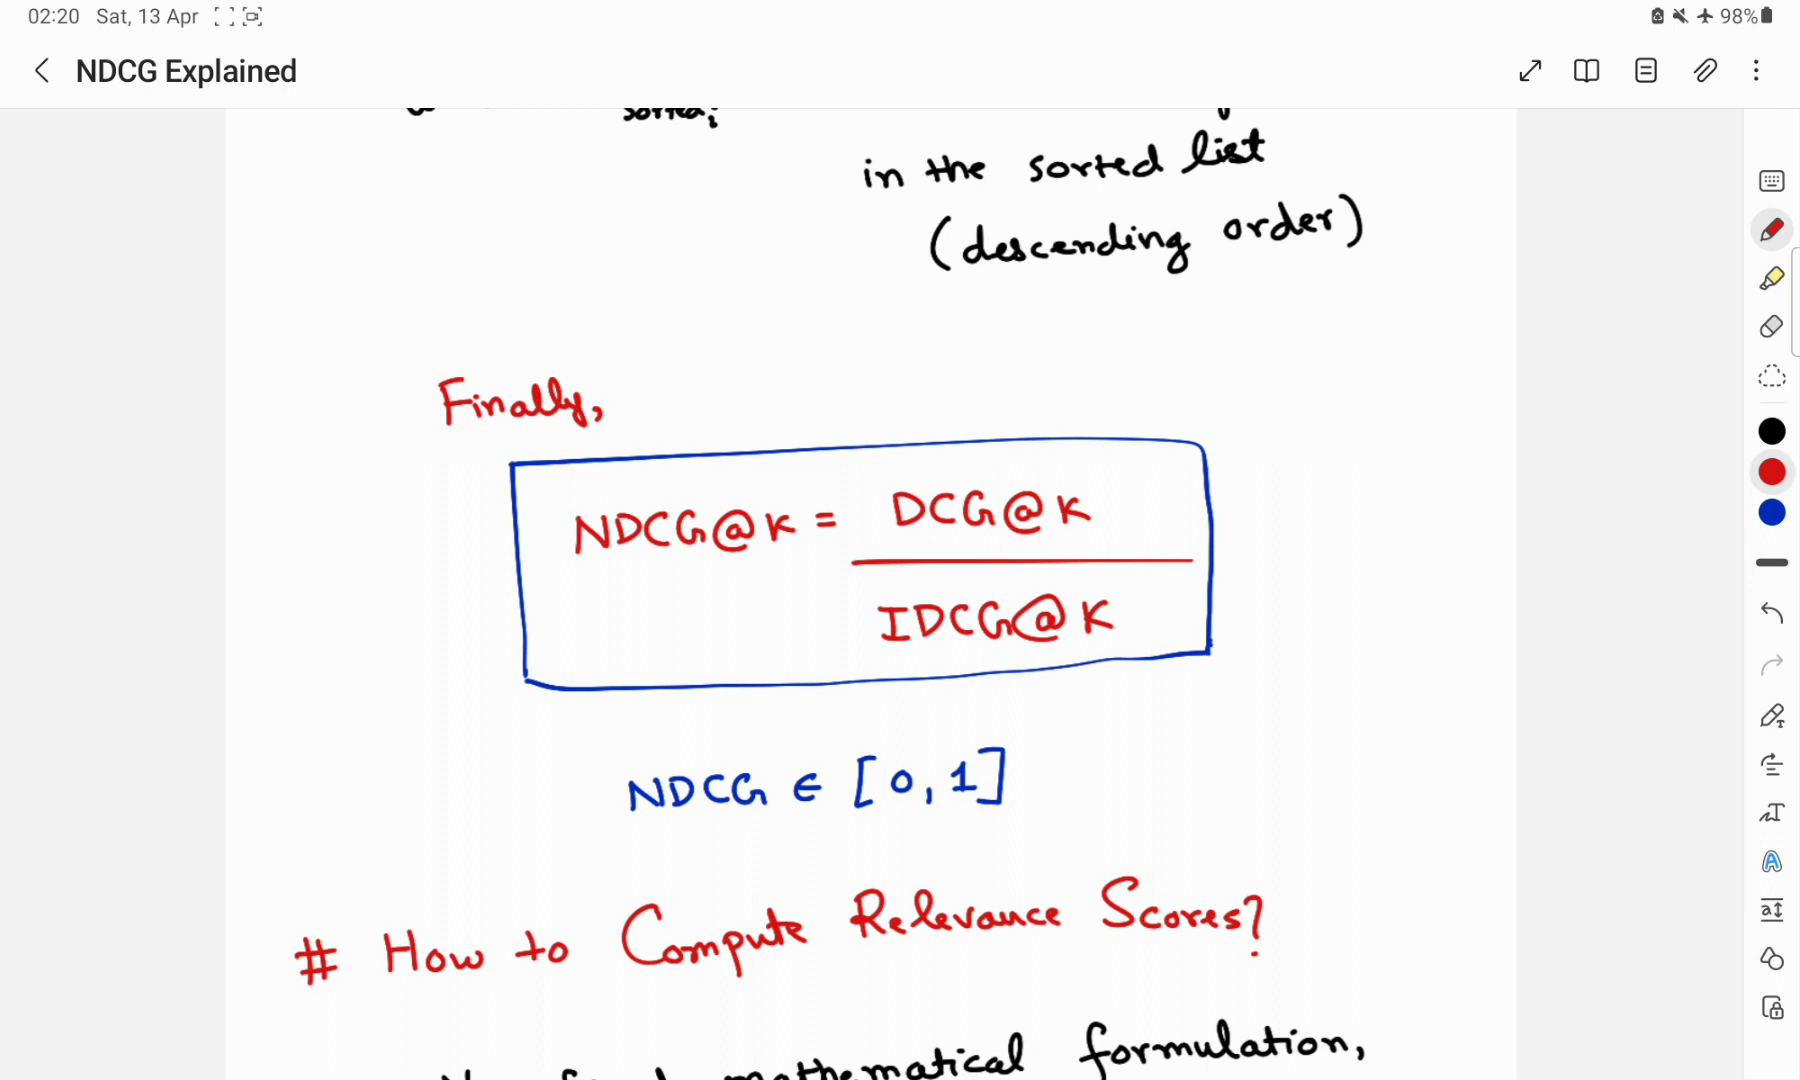 02:20 Sat, 13 Apr
98%
NDCG Explained
sorted;
in the sorted list
(descending order)
Finally,
NDCG@K = DCG@K
IDCG@K
NDCG ∈ [0,1]
# How to Compute Relevance Scores?
mathematical formulation,